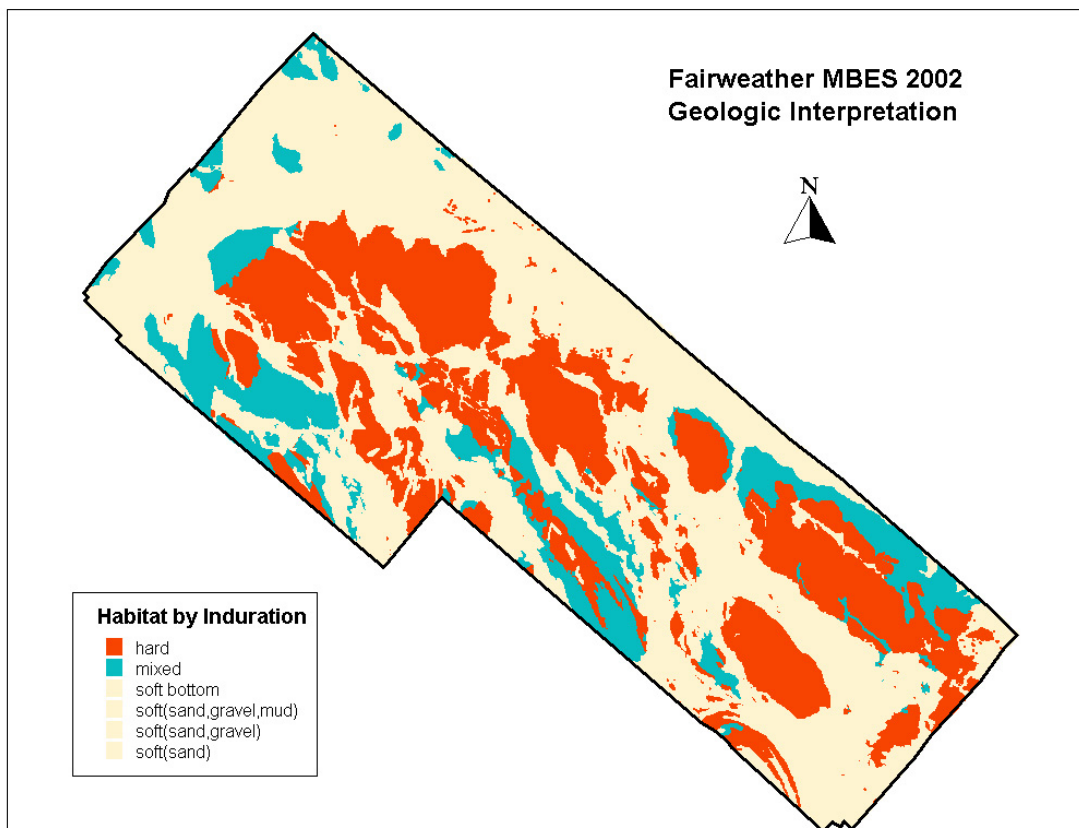 Fairweather MBES 2002
Geologic Interpretation
N
Habitat by Induration
hard
mixed
soft bottom
soft(sand,gravel,mud)
soft(sand,gravel)
soft(sand)